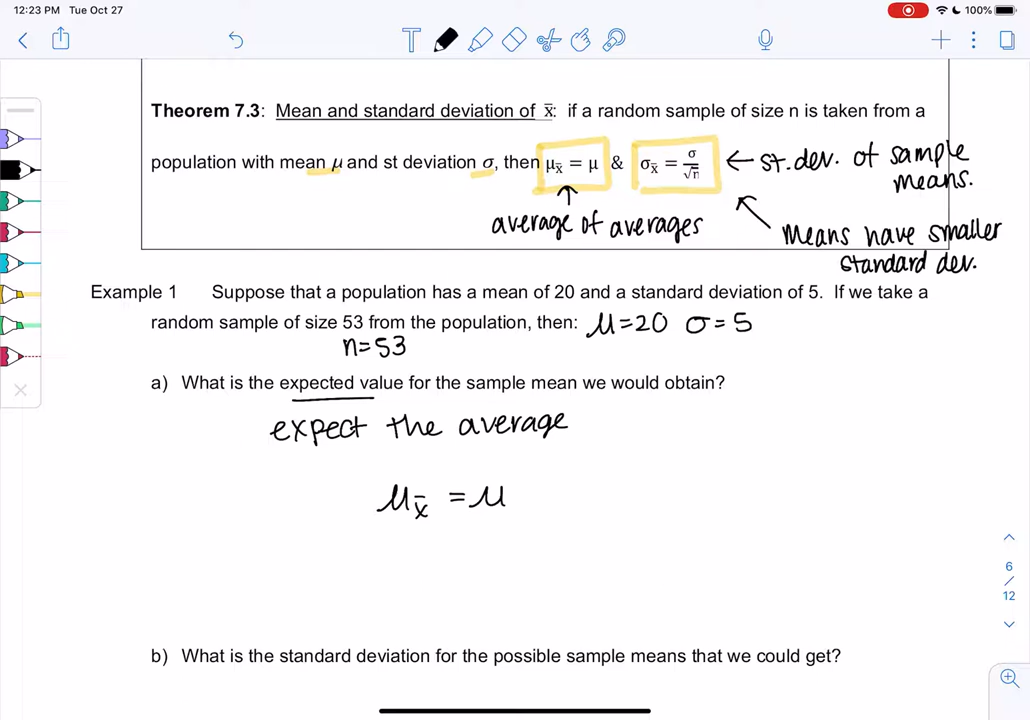 12:23 PM Tue Oct 27
100%
Theorem 7.3: Mean and standard deviation of x̅: if a random sample of size n is taken from a
population with mean μ and st deviation σ, then μx̅ = μ & σx̅ = σ/√n ← st. dev. of sample
means.
average of averages
Means have smaller
standard dev.
Example 1 Suppose that a population has a mean of 20 and a standard deviation of 5. If we take a
random sample of size 53 from the population, then: μ=20 σ=5
n=53
a) What is the expected value for the sample mean we would obtain?
expect the average
μx̅ = μ
6
/
12
b) What is the standard deviation for the possible sample means that we could get?